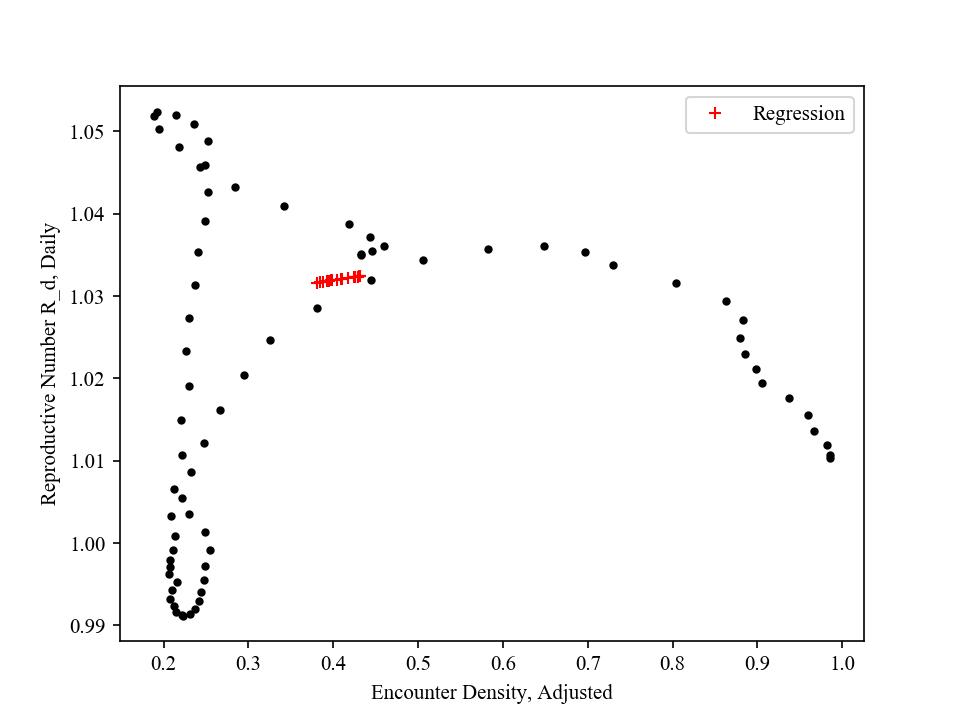 Regression
1.05
1.04
1.03
1.02
1.01
1.00
0.99
Reproductive Number R_d, Daily
0.2 0.3 0.4 0.5 0.6 0.7 0.8 0.9 1.0
Encounter Density, Adjusted